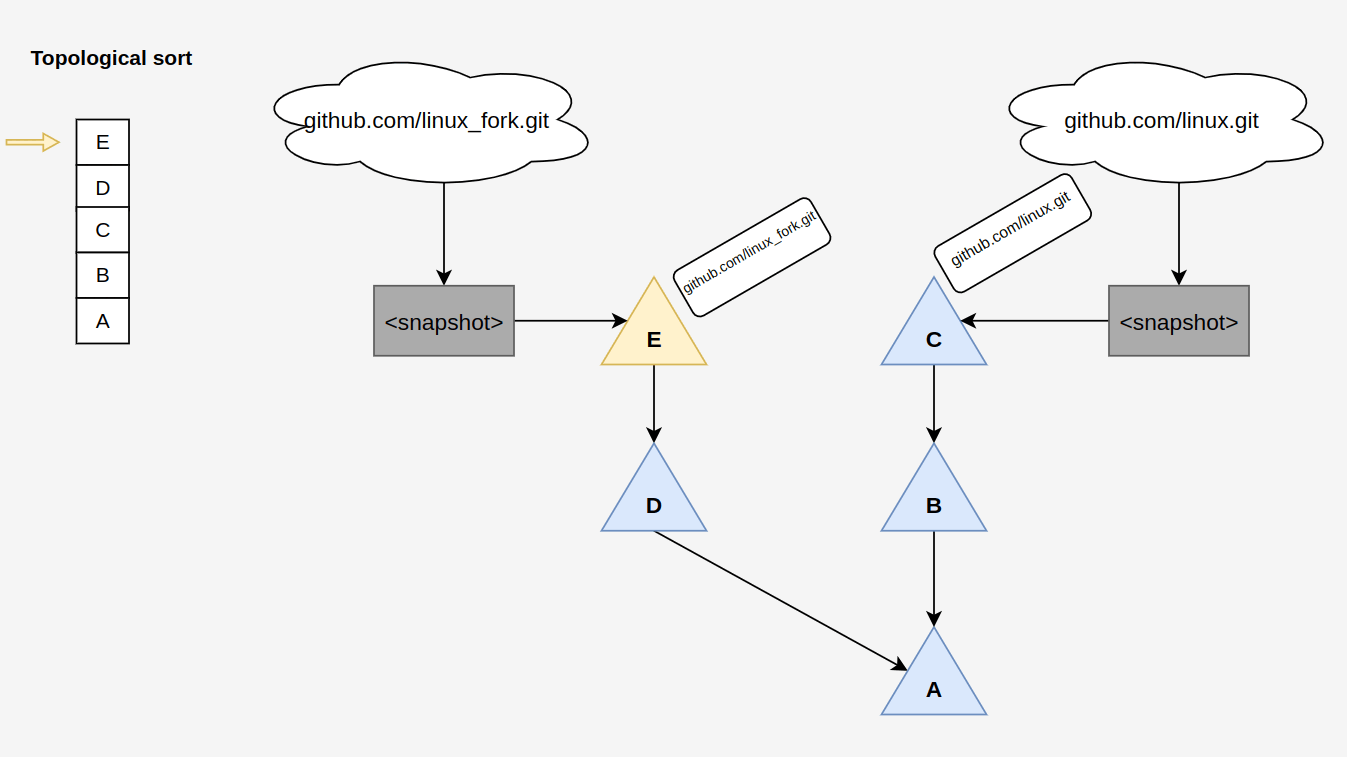 Topological sort
E
D
C
B
A
github.com/linux_fork.git
github.com/linux.git
github.com/linux_fork.git
github.com/linux.git
<snapshot>
E
C
<snapshot>
D
B
A